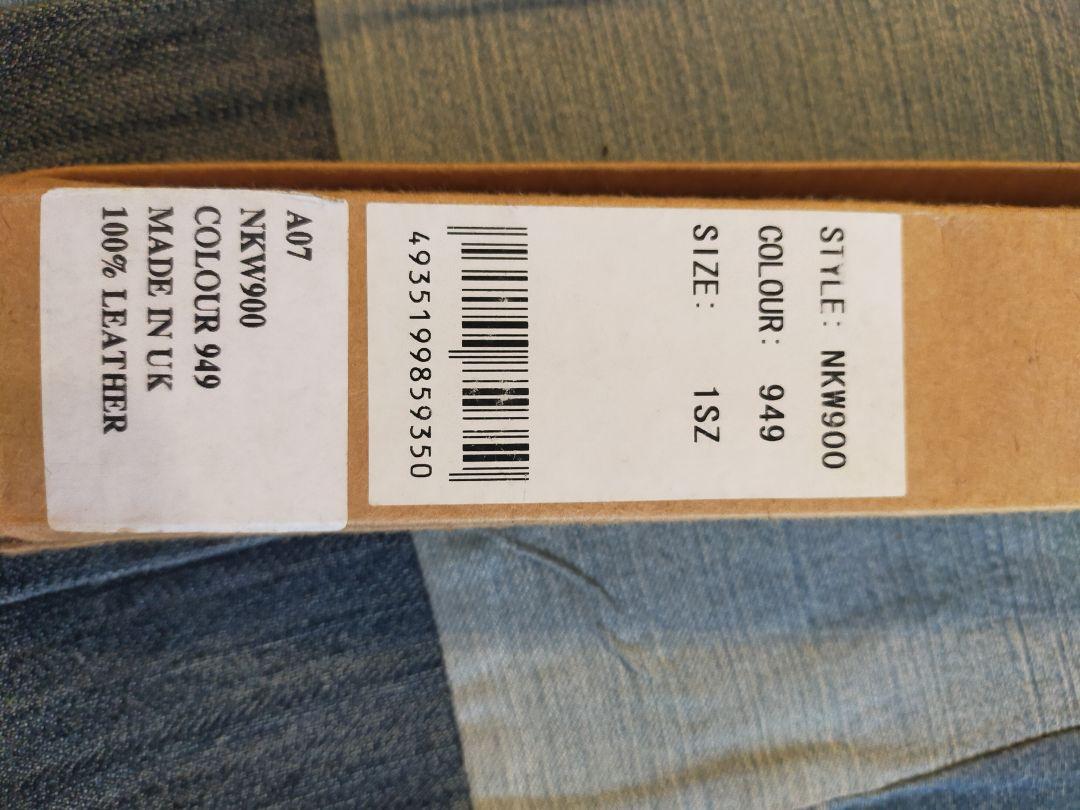 A07
NKW900
COLOUR 949
MADE IN UK
100% LEATHER
STYLE: NKW900
COLOUR: 949
SIZE: 1SZ
4935199859350